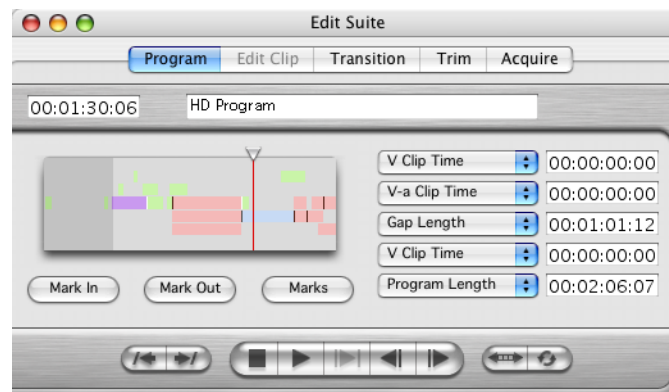 Edit Suite
Program Edit Clip Transition Trim Acquire
00:01:30:06 HD Program
V Clip Time 00:00:00:00
V-a Clip Time 00:00:00:00
Gap Length 00:01:01:12
V Clip Time 00:00:00:00
Program Length 00:02:06:07
Mark In Mark Out Marks